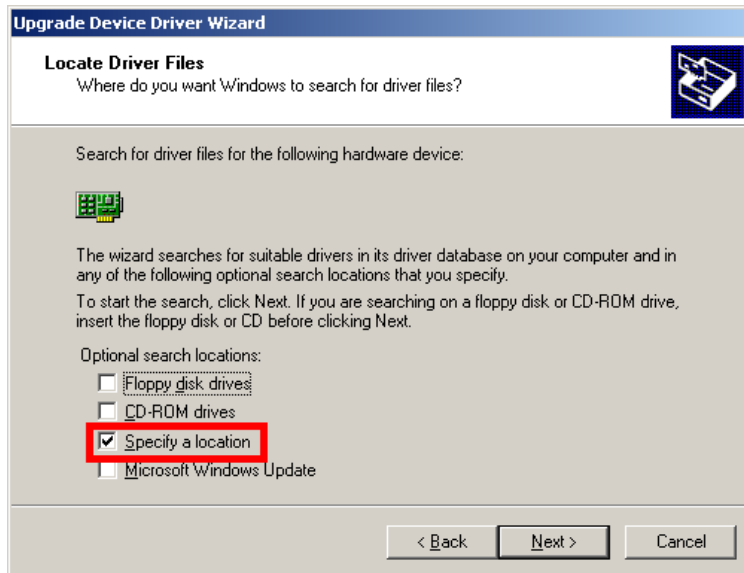 Upgrade Device Driver Wizard
Locate Driver Files
Where do you want Windows to search for driver files?
Search for driver files for the following hardware device:
The wizard searches for suitable drivers in its driver database on your computer and in
any of the following optional search locations that you specify.
To start the search, click Next. If you are searching on a floppy disk or CD-ROM drive,
insert the floppy disk or CD before clicking Next.
Optional search locations:
Floppy disk drives
CD-ROM drives
Specify a location
Microsoft Windows Update
< Back Next > Cancel